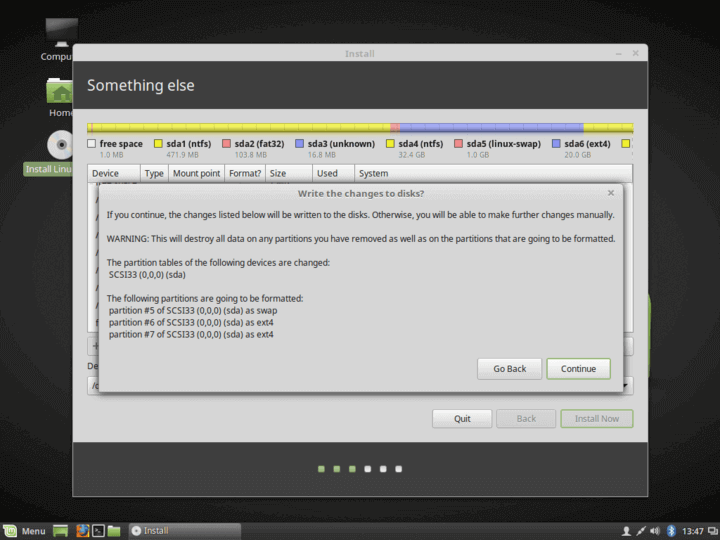 Compu
Home
Install Linu
Install
Something else
free space
1.0 MB
sda1 (ntfs)
471.9 MB
sda2 (fat32)
103.8 MB
sda3 (unknown)
16.8 MB
sda4 (ntfs)
32.4 GB
sda5 (linux-swap)
1.0 GB
sda6 (ext4)
20.0 GB
Device Type Mount point Format? Size Used System
Write the changes to disks?
If you continue, the changes listed below will be written to the disks. Otherwise, you will be able to make further changes manually.
WARNING: This will destroy all data on any partitions you have removed as well as on the partitions that are going to be formatted.
The partition tables of the following devices are changed:
SCSI33 (0,0,0) (sda)
The following partitions are going to be formatted:
partition #5 of SCSI33 (0,0,0) (sda) as swap
partition #6 of SCSI33 (0,0,0) (sda) as ext4
partition #7 of SCSI33 (0,0,0) (sda) as ext4
Go Back Continue
De
Quit Back Install Now
Menu Install 13:47